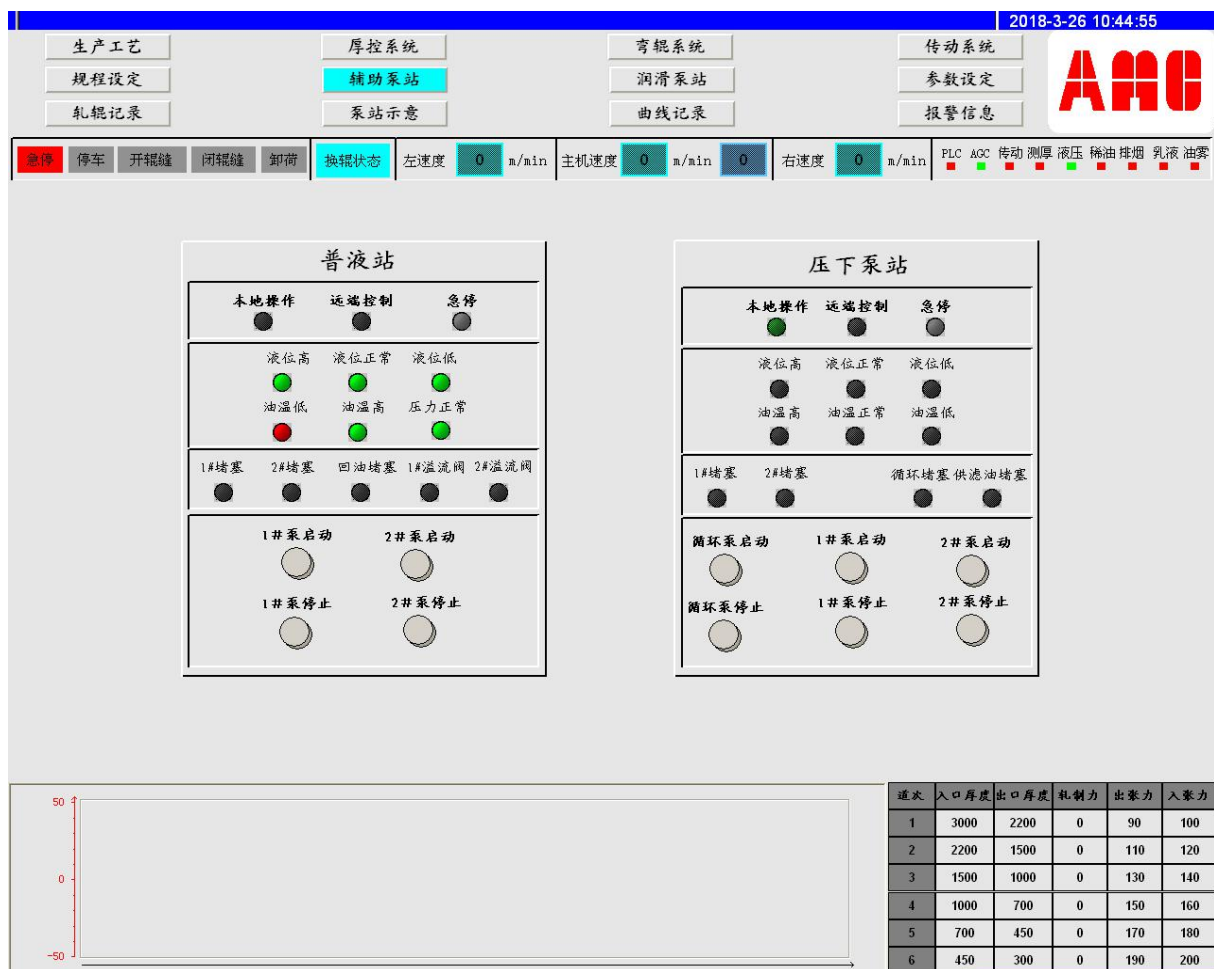 2018-3-26 10:44:55
生产工艺 厚控系统 弯辊系统 传动系统
规程设定 辅助泵站 润滑泵站 参数设定
轧辊记录 泵站示意 曲线记录 报警信息
AMC
急停 停车 开辊缝 闭辊缝 卸荷 换辊状态 左速度 0 m/min 主机速度 0 m/min 0 右速度 0 m/min PLC AGC 传动 测厚 液压 稀油 排烟 乳液 油雾
普液站
本地操作 远端控制 急停
液位高 液位正常 液位低
油温低 油温高 压力正常
1#堵塞 2#堵塞 回油堵塞 1#溢流阀 2#溢流阀
1#泵启动 2#泵启动
1#泵停止 2#泵停止
压下泵站
本地操作 远端控制 急停
液位高 液位正常 液位低
油温高 油温正常 油温低
1#堵塞 2#堵塞 循环堵塞 供滤油堵塞
循环泵启动 1#泵启动 2#泵启动
循环泵停止 1#泵停止 2#泵停止
50
0
-50
道次 入口厚度 出口厚度 轧制力 出张力 入张力
1 3000 2200 0 90 100
2 2200 1500 0 110 120
3 1500 1000 0 130 140
4 1000 700 0 150 160
5 700 450 0 170 180
6 450 300 0 190 200